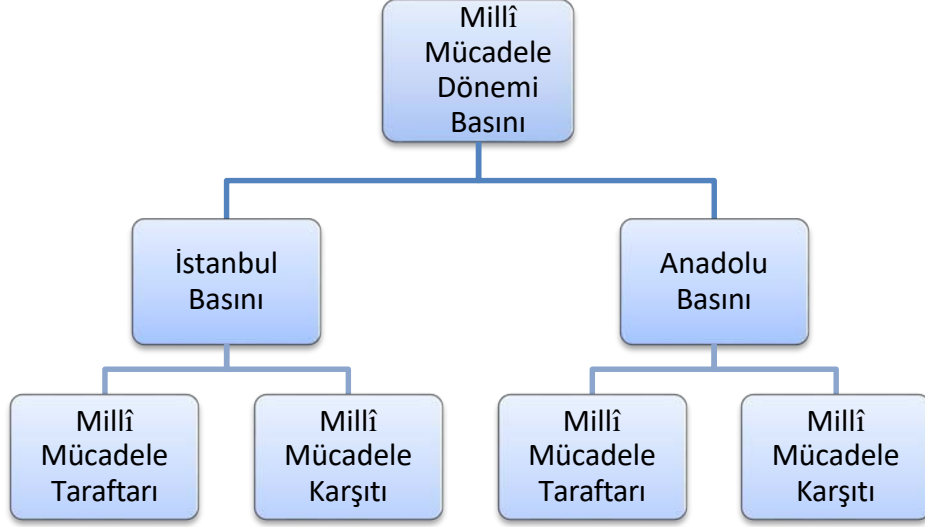 Millî
Mücadele
Dönemi
Basını
İstanbul
Basını
Anadolu
Basını
Millî
Mücadele
Taraftarı
Millî
Mücadele
Karşıtı
Millî
Mücadele
Taraftarı
Millî
Mücadele
Karşıtı